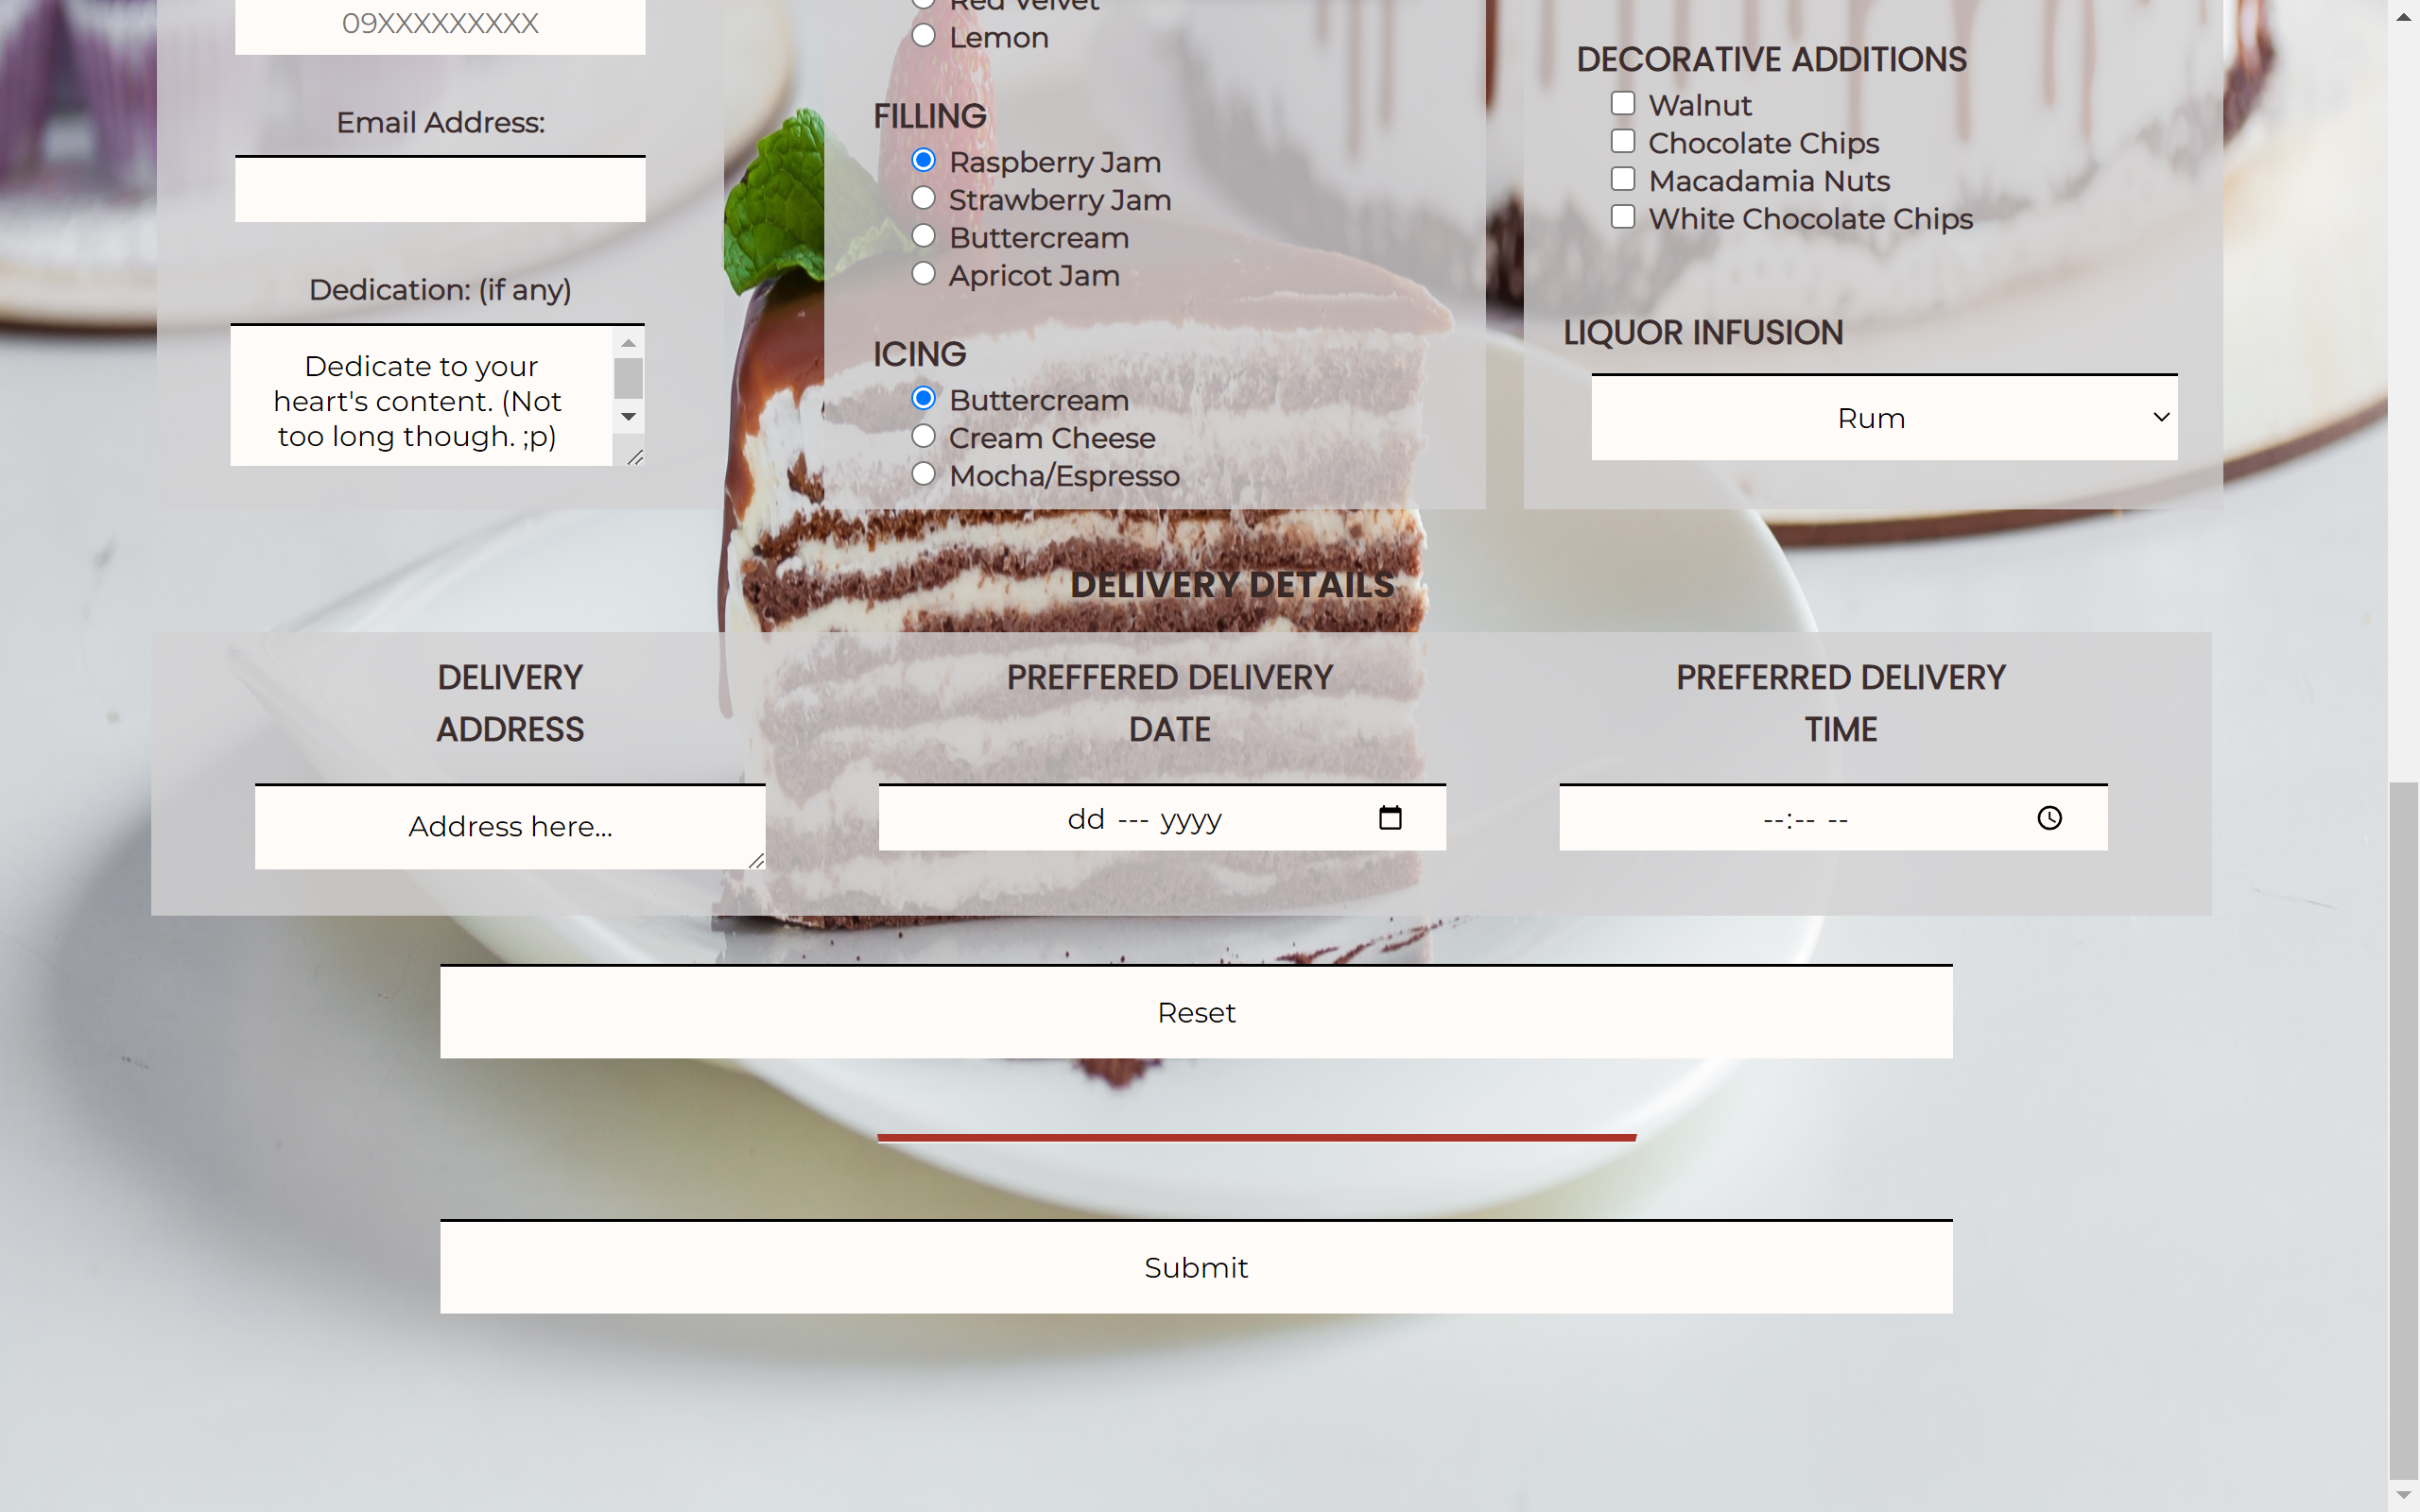 09XXXXXXXXX
Email Address:
Dedication: (if any)
Dedicate to your
heart's content. (Not
too long though. ;p)
Red Velvet
Lemon
FILLING
Raspberry Jam
Strawberry Jam
Buttercream
Apricot Jam
ICING
Buttercream
Cream Cheese
Mocha/Espresso
DECORATIVE ADDITIONS
Walnut
Chocolate Chips
Macadamia Nuts
White Chocolate Chips
LIQUOR INFUSION
Rum
DELIVERY DETAILS
DELIVERY
ADDRESS
Address here...
PREFFERED DELIVERY
DATE
dd --- yyyy
PREFERRED DELIVERY
TIME
--:-- --
Reset
Submit